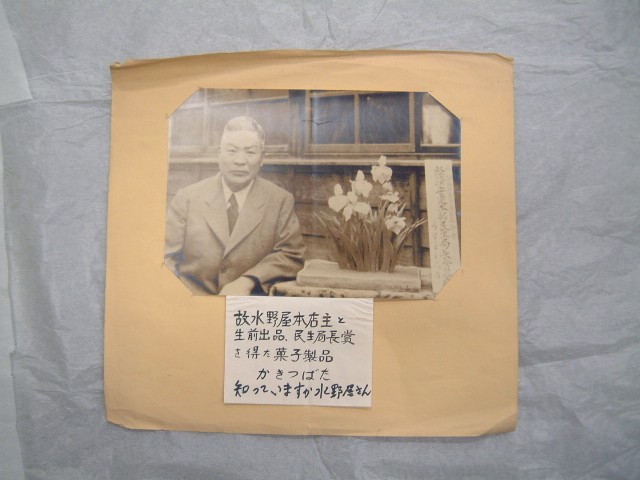 故水野屋本店主と
生前出品、民生局長賞
を得た菓子製品
かきつばた
知っていますか水野屋さん